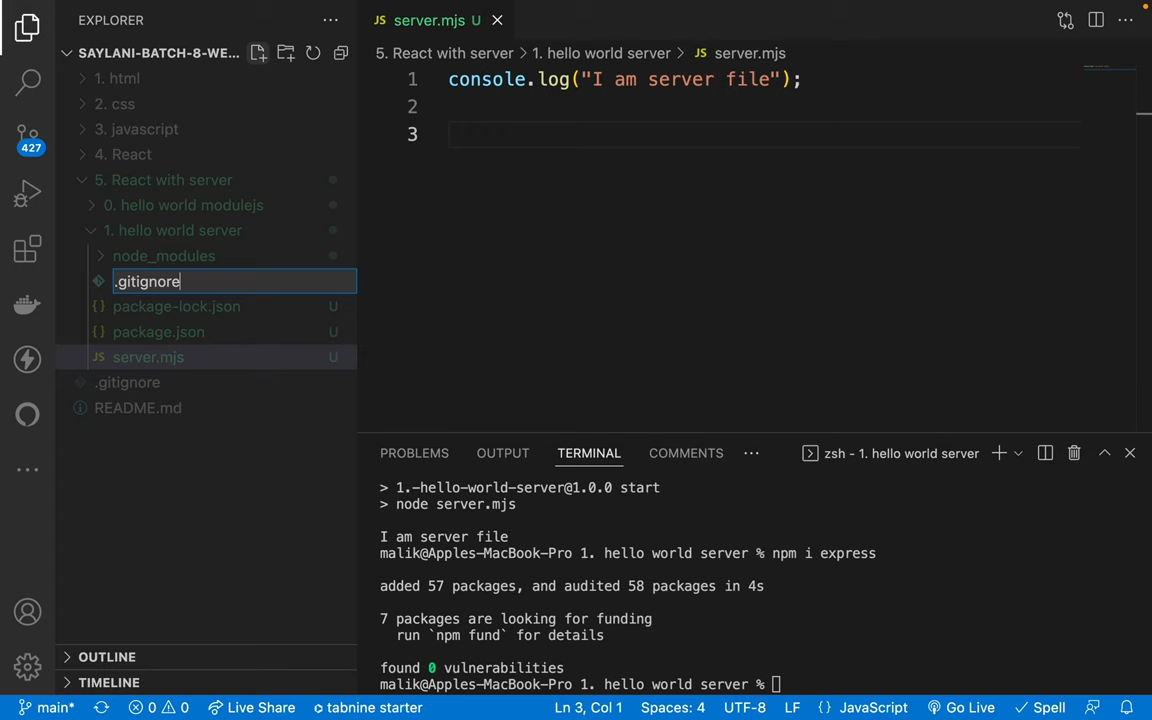 EXPLORER
SAYLANI-BATCH-8-WE...
1. html
2. css
3. javascript
4. React
5. React with server
0. hello world modulejs
1. hello world server
node_modules
.gitignore
package-lock.json U
package.json U
server.mjs U
.gitignore
README.md
OUTLINE
TIMELINE
427
JS server.mjs U
5. React with server > 1. hello world server > JS server.mjs
1 console.log("I am server file");
2
3
PROBLEMS OUTPUT TERMINAL COMMENTS
zsh - 1. hello world server
> 1.-hello-world-server@1.0.0 start
> node server.mjs
I am server file
malik@Apples-MacBook-Pro 1. hello world server % npm i express
added 57 packages, and audited 58 packages in 4s
7 packages are looking for funding
run `npm fund` for details
found 0 vulnerabilities
malik@Apples-MacBook-Pro 1. hello world server %
main* 0 0 Live Share tabnine starter Ln 3, Col 1 Spaces: 4 UTF-8 LF {} JavaScript Go Live Spell